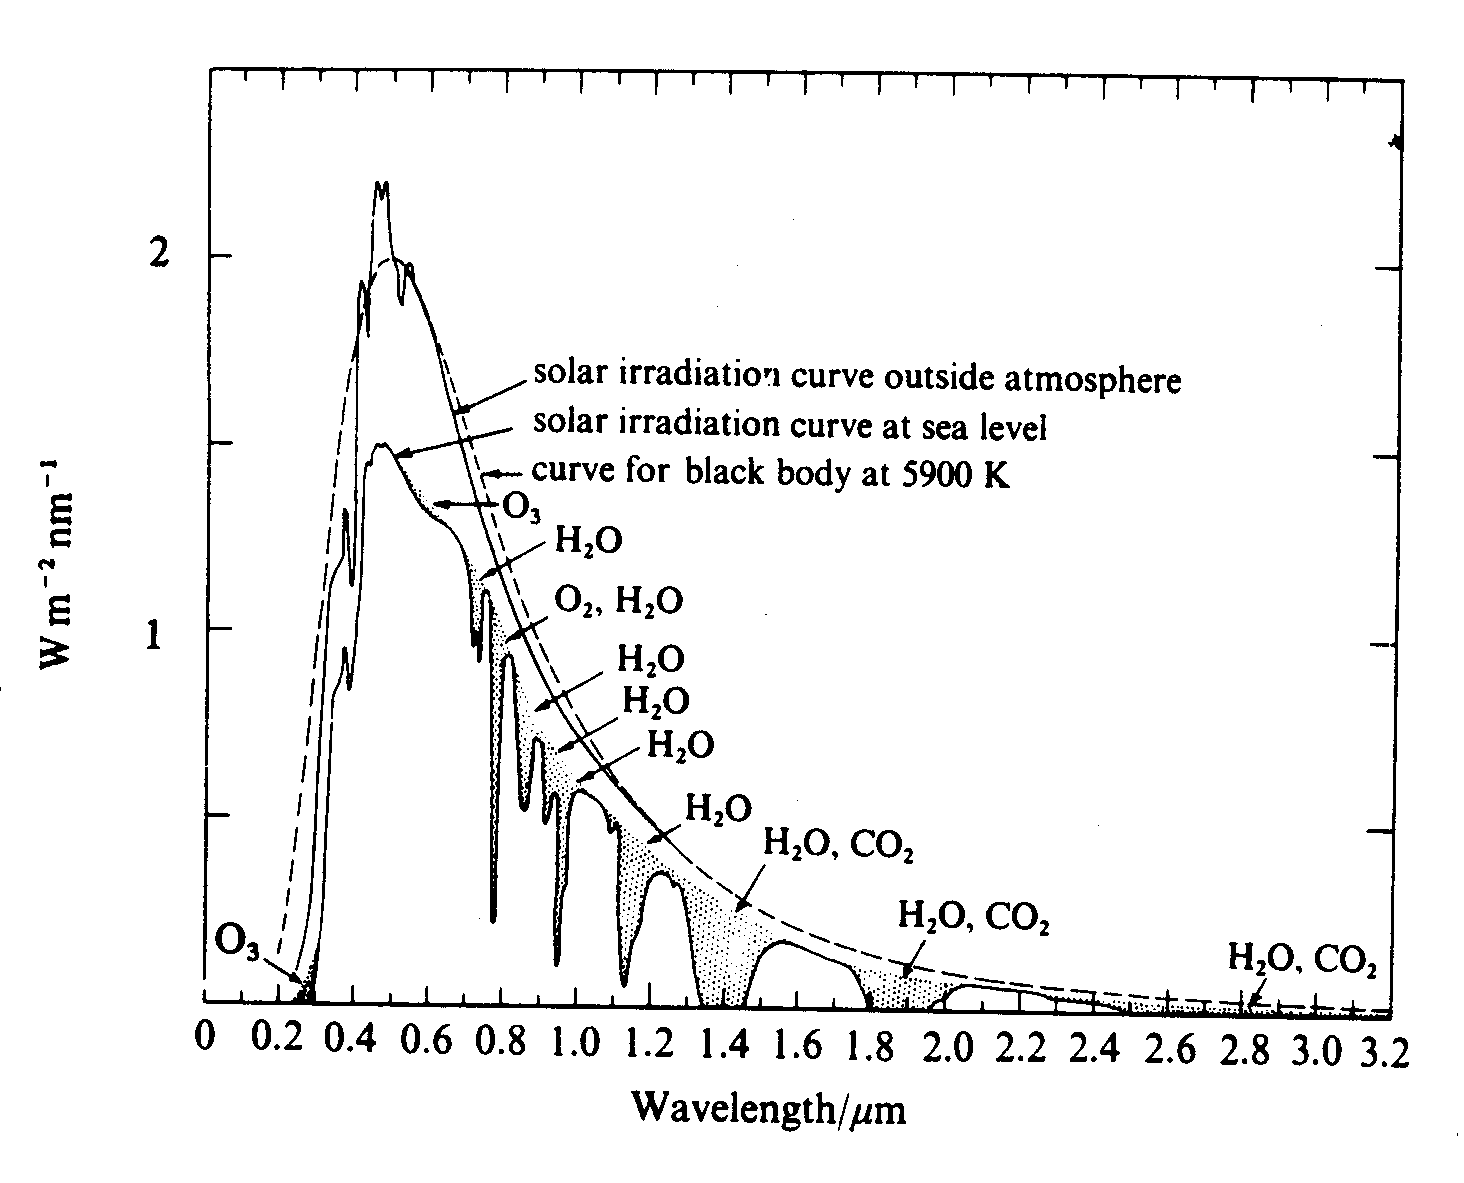 2
solar irradiation curve outside atmosphere
solar irradiation curve at sea level
curve for black body at 5900 K
O₃
H₂O
O₂, H₂O
1
H₂O
H₂O
H₂O
H₂O
H₂O, CO₂
H₂O, CO₂
O₃
H₂O, CO₂
W m⁻² nm⁻¹
0 0.2 0.4 0.6 0.8 1.0 1.2 1.4 1.6 1.8 2.0 2.2 2.4 2.6 2.8 3.0 3.2
Wavelength/μm